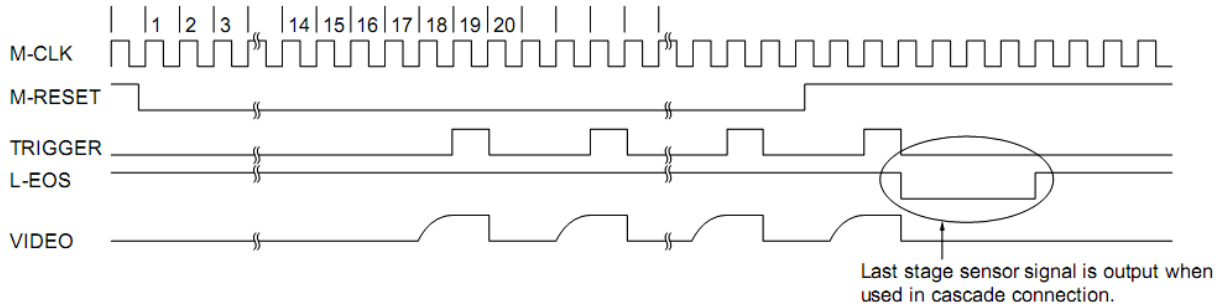 1 2 3 14 15 16 17 18 19 20
M-CLK
M-RESET
TRIGGER
L-EOS
VIDEO
Last stage sensor signal is output when
used in cascade connection.